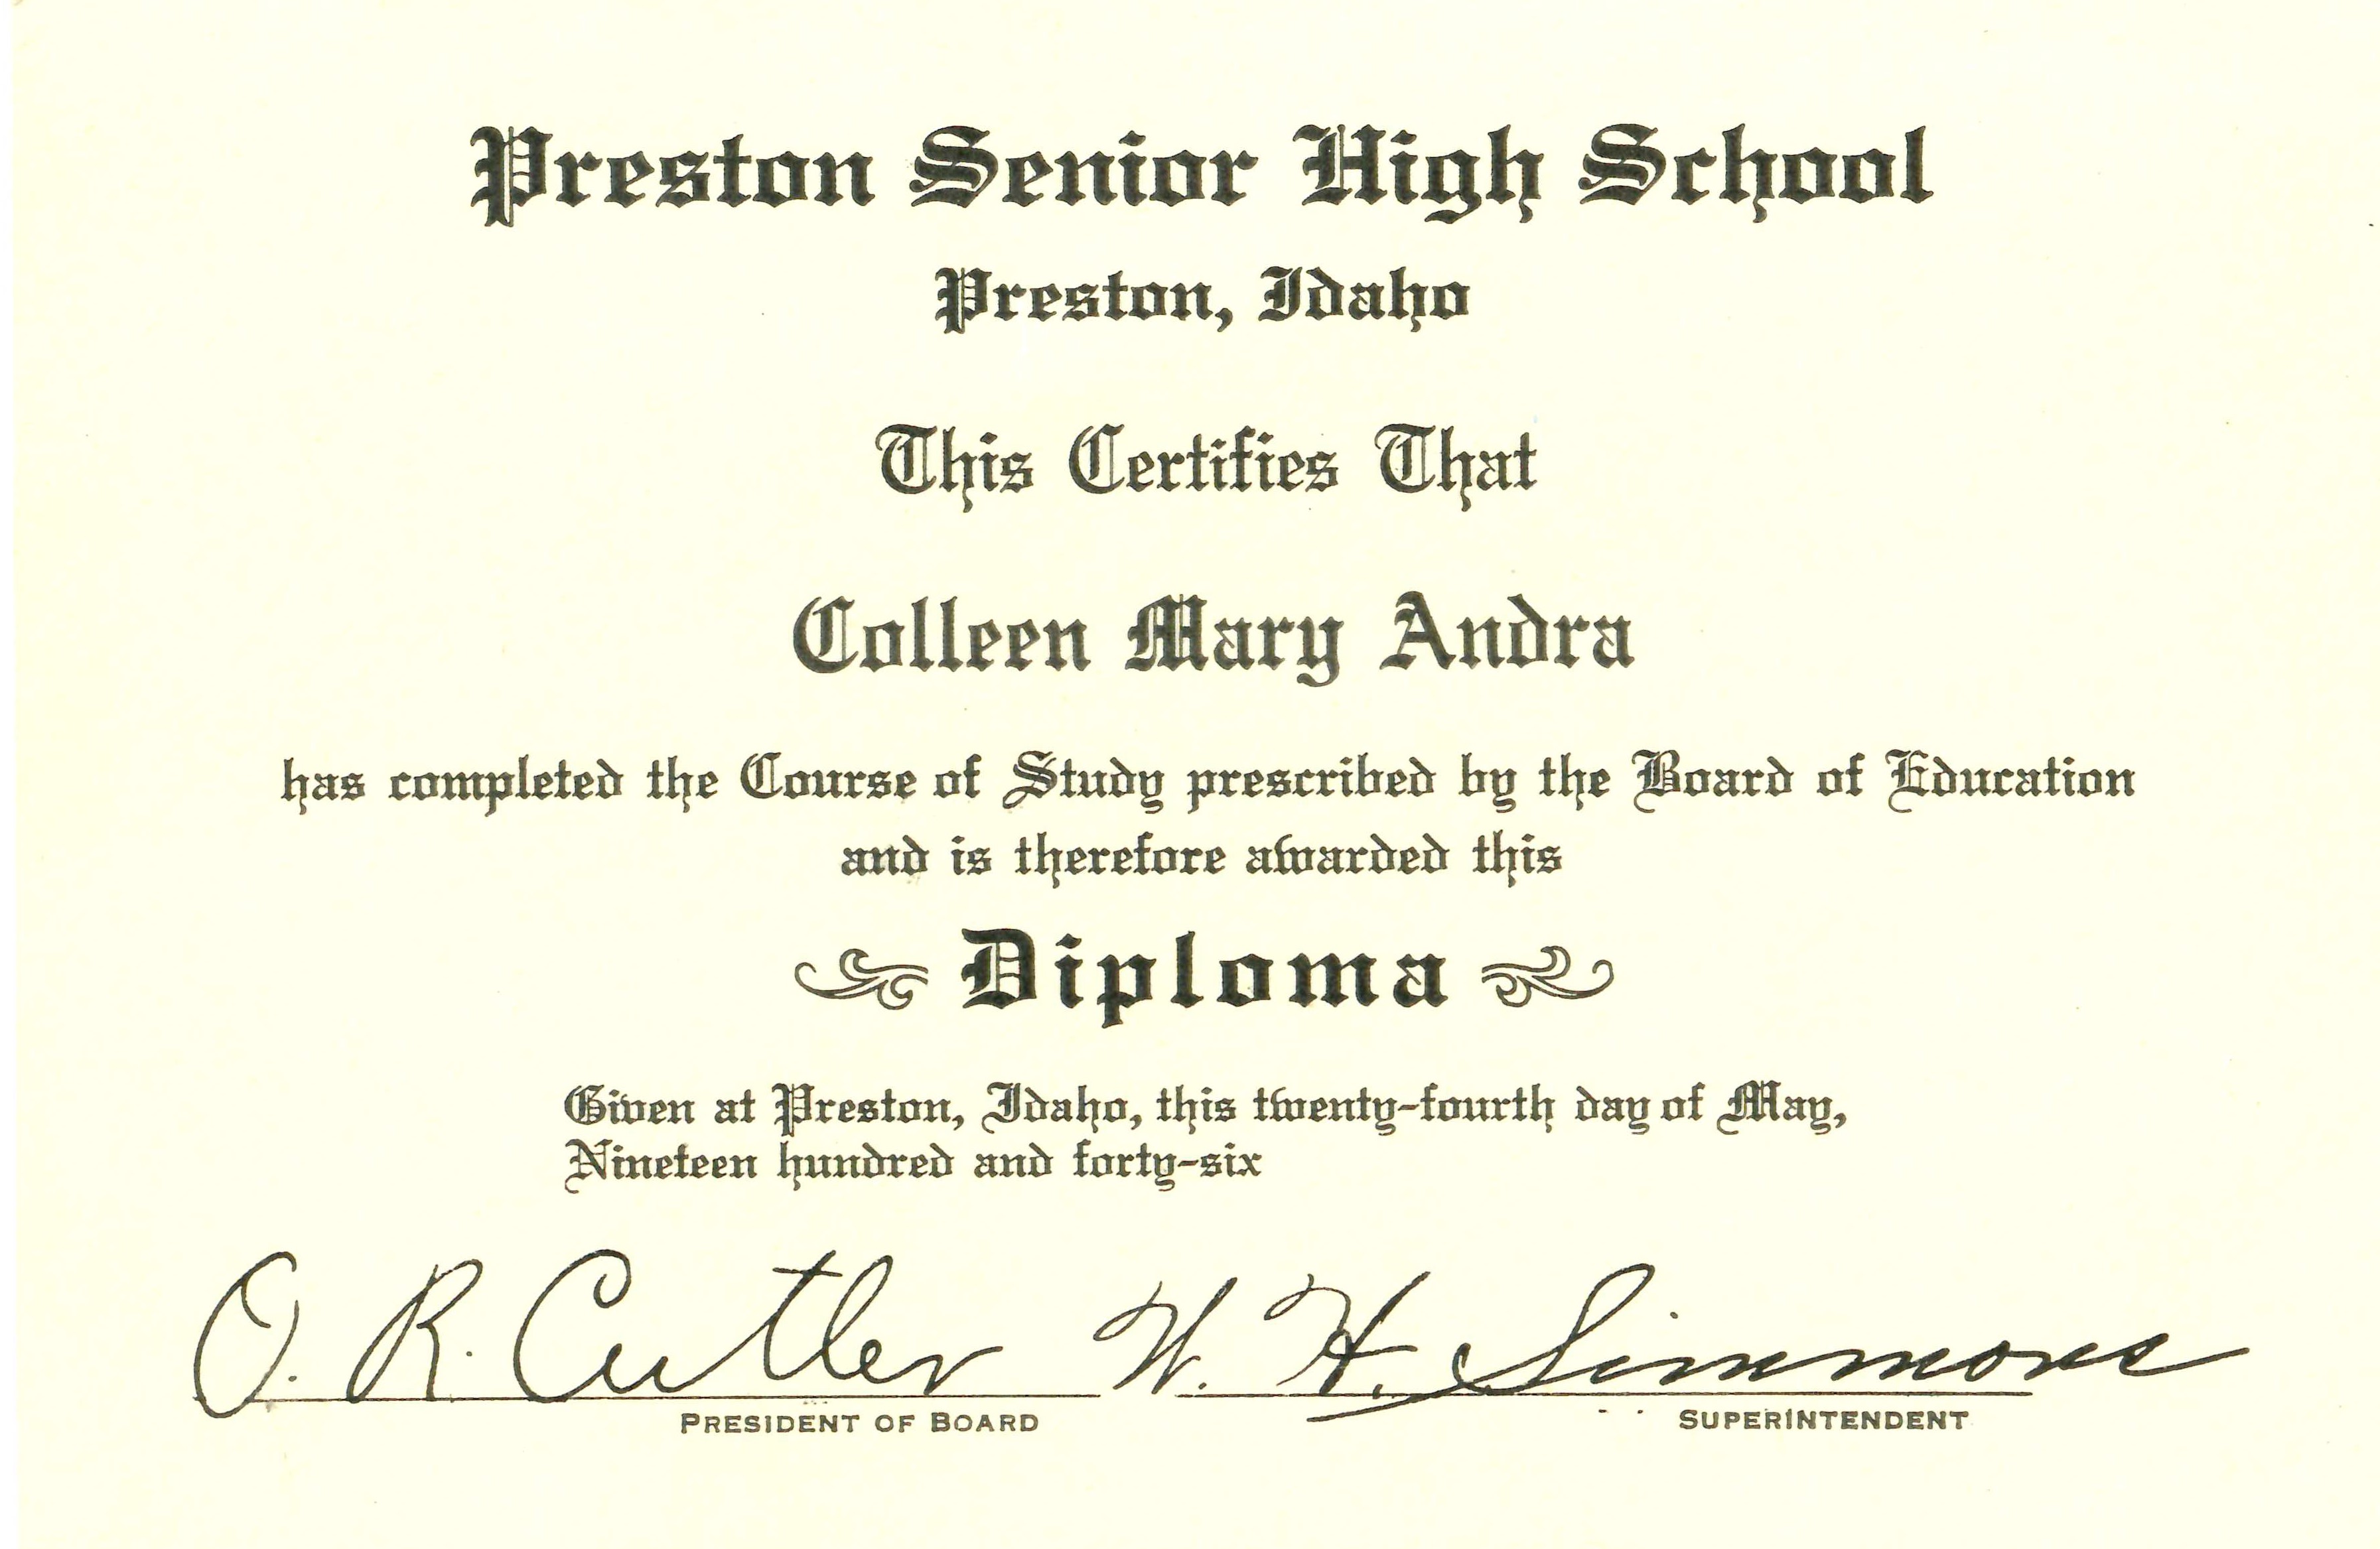 Preston Senior High School
Preston, Idaho
This Certifies That
Colleen Mary Andra
has completed the Course of Study prescribed by the Board of Education
and is therefore awarded this
Diploma
Given at Preston, Idaho, this twenty-fourth day of May,
Nineteen hundred and forty-six
O. R. Cutler W. H. Simmons
PRESIDENT OF BOARD SUPERINTENDENT